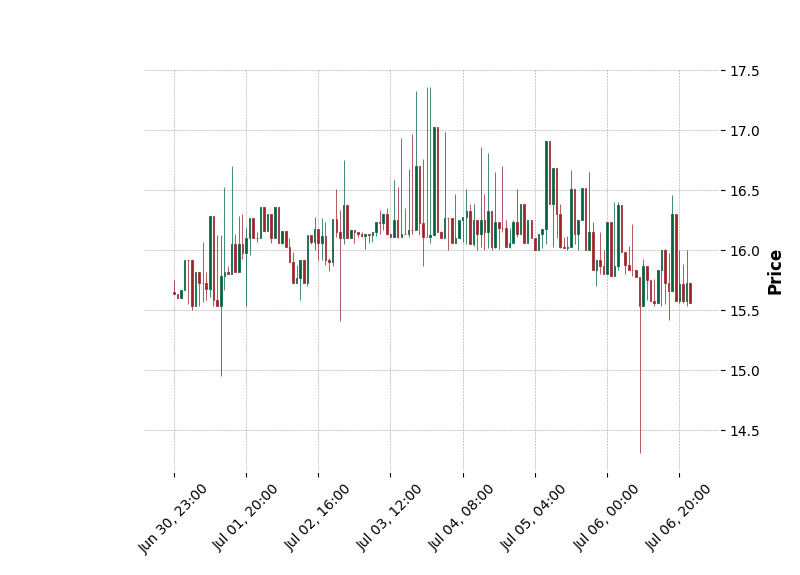 17.5
17.0
16.5
16.0
15.5
15.0
14.5
Price
Jun 30, 23:00
Jul 01, 20:00
Jul 02, 16:00
Jul 03, 12:00
Jul 04, 08:00
Jul 05, 04:00
Jul 06, 00:00
Jul 06, 20:00